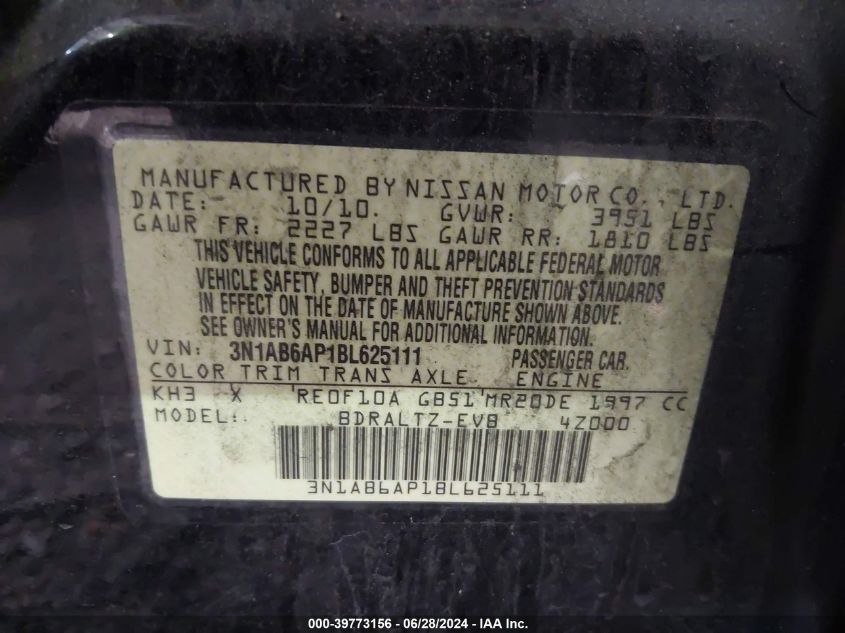 MANUFACTURED BY NISSAN MOTOR CO., LTD.
DATE: 10/10. GVWR: 3951 LBS
GAWR FR: 2227 LBS GAWR RR: 1810 LBS
THIS VEHICLE CONFORMS TO ALL APPLICABLE FEDERAL MOTOR
VEHICLE SAFETY, BUMPER AND THEFT PREVENTION STANDARDS
IN EFFECT ON THE DATE OF MANUFACTURE SHOWN ABOVE.
SEE OWNER'S MANUAL FOR ADDITIONAL INFORMATION.
VIN: 3N1AB6AP1BL625111 PASSENGER CAR.
COLOR TRIM TRANS AXLE ENGINE
KH3 X 'RE0F10A GB51'MR20DE 1997 CC
MODEL: BDRALTZ-EVB 4Z000
3N1AB6AP1BL625111
000-39773156 - 06/28/2024 - IAA Inc.